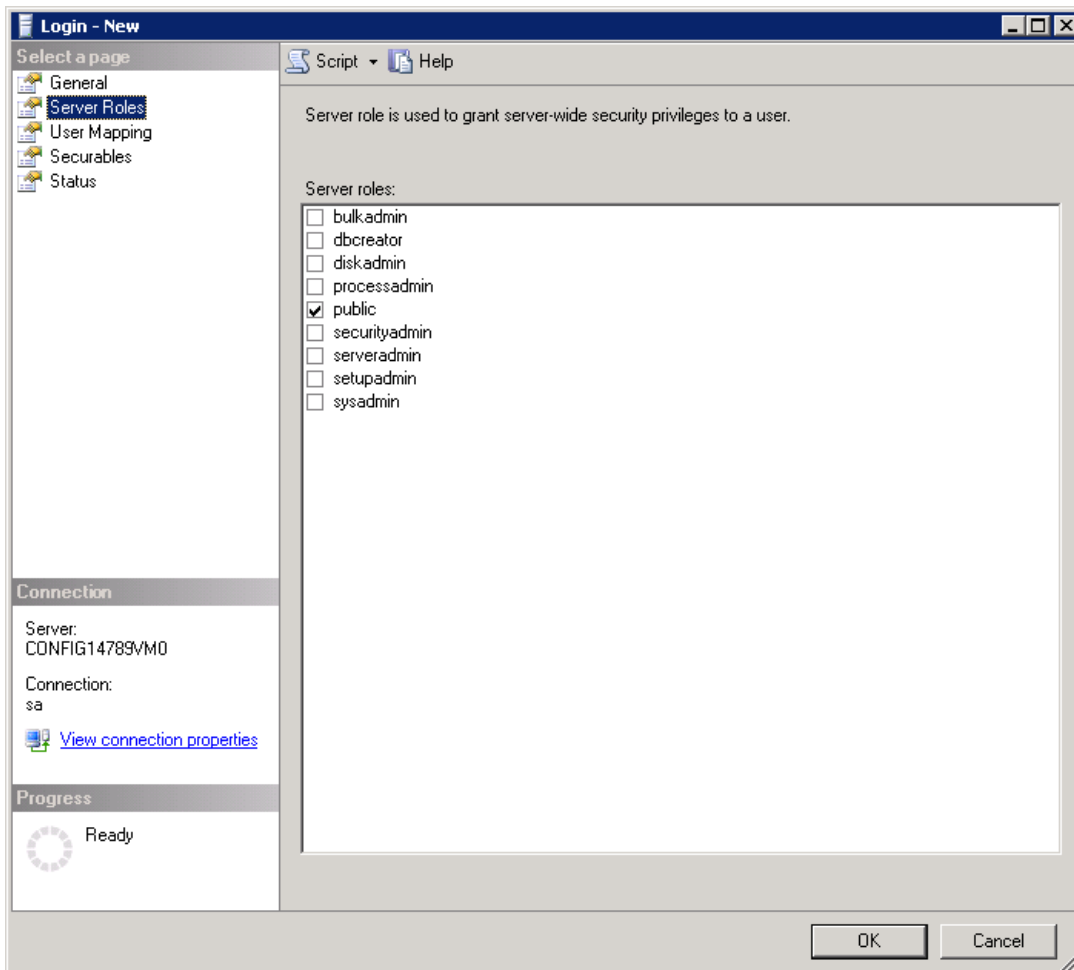 Login - New
Select a page
General
Server Roles
User Mapping
Securables
Status
Script
Help
Server role is used to grant server-wide security privileges to a user.
Server roles:
bulkadmin
dbcreator
diskadmin
processadmin
public
securityadmin
serveradmin
setupadmin
sysadmin
Connection
Server:
CONFIG14789VM0
Connection:
sa
View connection properties
Progress
Ready
OK
Cancel